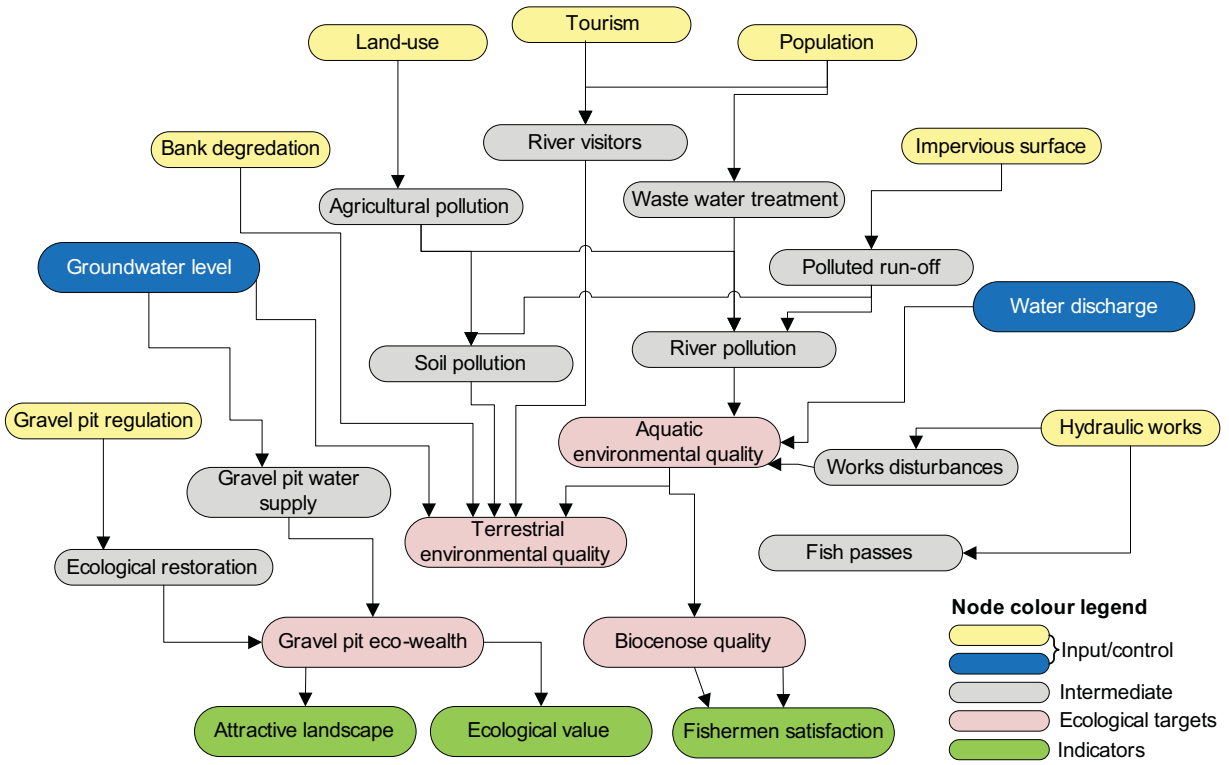 Tourism
Land-use
Population
River visitors
Bank degredation
Impervious surface
Agricultural pollution
Waste water treatment
Groundwater level
Polluted run-off
Water discharge
Soil pollution
River pollution
Gravel pit regulation
Aquatic
environmental quality
Hydraulic works
Works disturbances
Gravel pit water
supply
Terrestrial
environmental quality
Fish passes
Ecological restoration
Gravel pit eco-wealth
Biocenose quality
Attractive landscape
Ecological value
Fishermen satisfaction
Node colour legend
Input/control
Intermediate
Ecological targets
Indicators